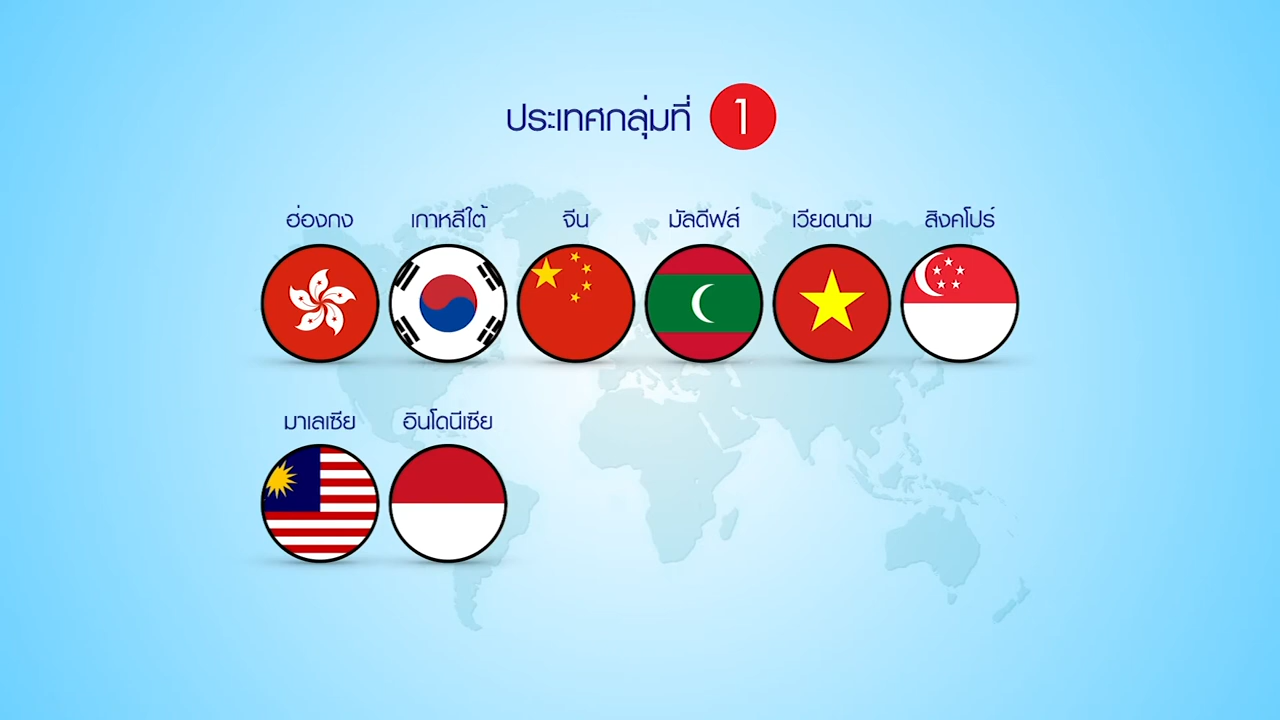 ประเทศกลุ่มที่ 1
ฮ่องกง เกาหลีใต้ จีน มัลดีฟส์ เวียดนาม สิงคโปร์
มาเลเซีย อินโดนีเซีย